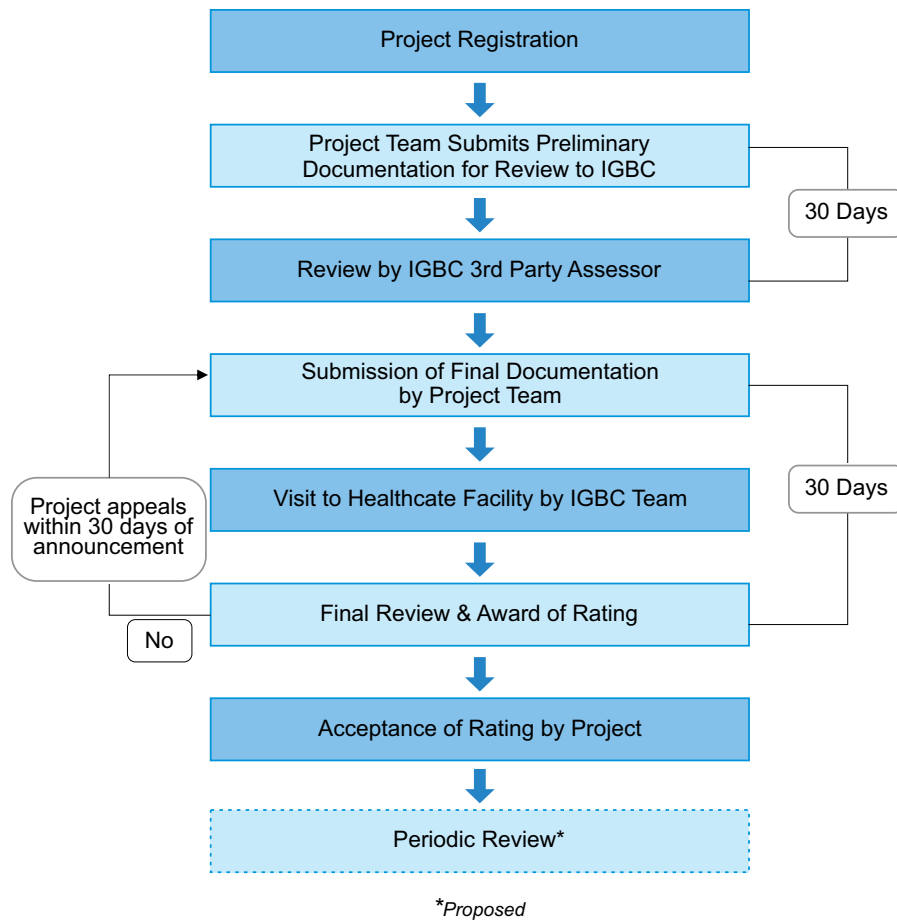 Project Registration
Project Team Submits Preliminary
Documentation for Review to IGBC
30 Days
Review by IGBC 3rd Party Assessor
Submission of Final Documentation
by Project Team
Visit to Healthcate Facility by IGBC Team
30 Days
Project appeals
within 30 days of
announcement
Final Review & Award of Rating
No
Acceptance of Rating by Project
Periodic Review*
*Proposed